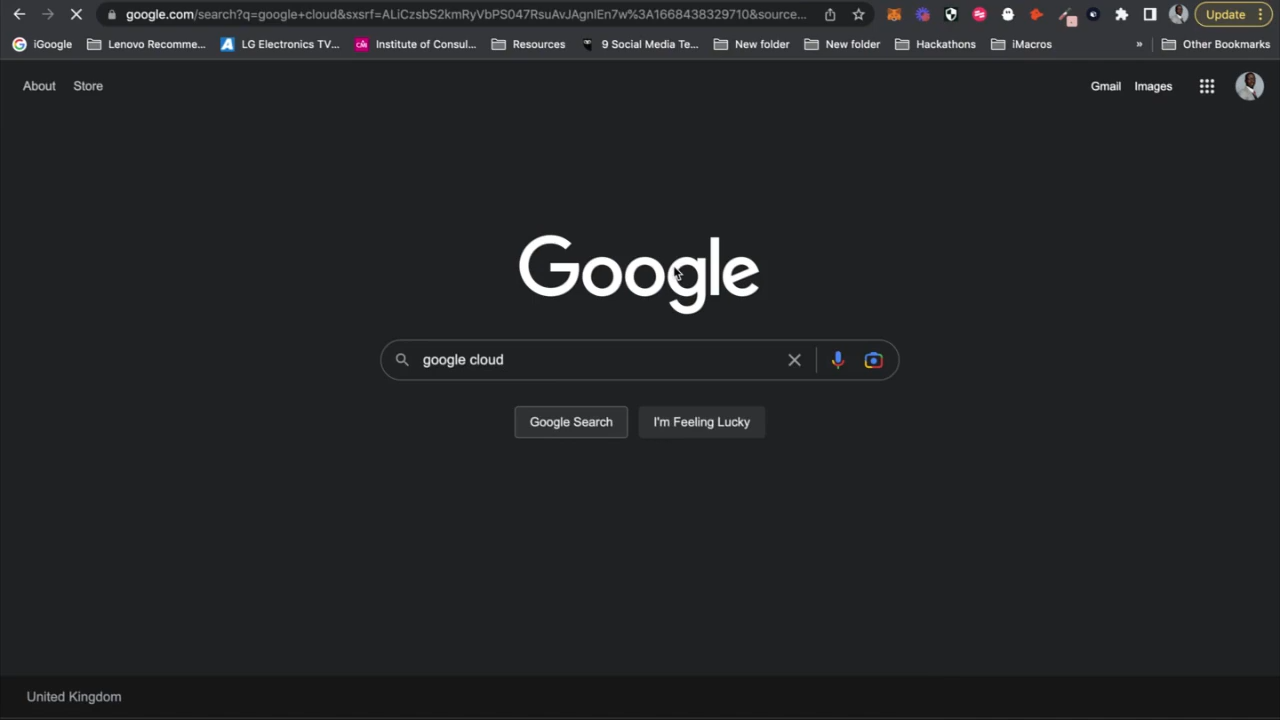 google.com/search?q=google+cloud&sxsrf=ALiCzsbS2kmRyVbPS047RsuAvJAgnIEn7w%3A1668438329710&source...
Update
iGoogle
Lenovo Recomme...
LG Electronics TV...
Institute of Consul...
Resources
9 Social Media Te...
New folder
New folder
Hackathons
iMacros
»
Other Bookmarks
About
Store
Gmail
Images
Google
google cloud
Google Search
I'm Feeling Lucky
United Kingdom